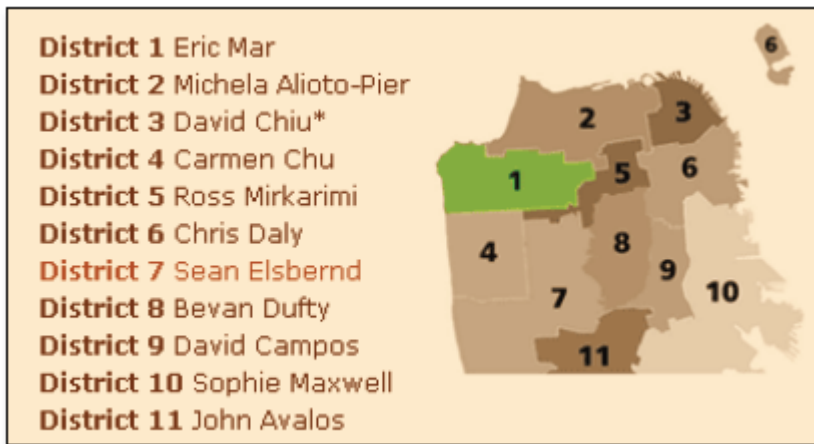 District 1 Eric Mar
District 2 Michela Alioto-Pier
District 3 David Chiu*
District 4 Carmen Chu
District 5 Ross Mirkarimi
District 6 Chris Daly
District 7 Sean Elsbernd
District 8 Bevan Dufty
District 9 David Campos
District 10 Sophie Maxwell
District 11 John Avalos
6
2
3
1
5
6
4
8
9
7
10
11